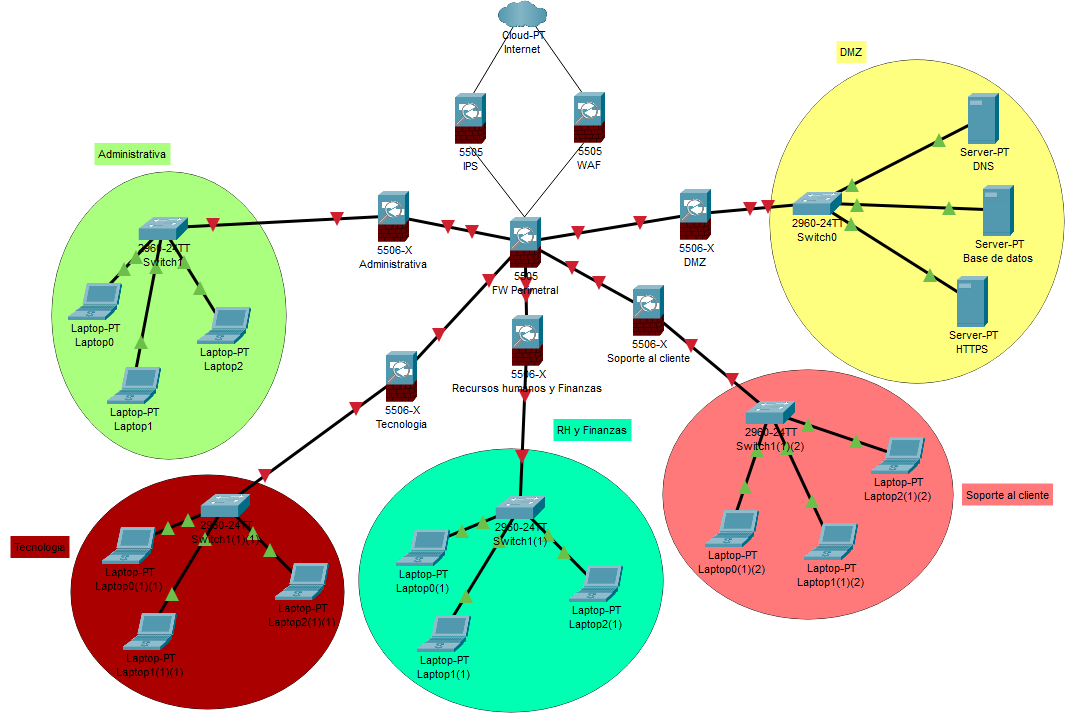 Cloud-PT
Internet
DMZ
5505
IPS
5505
WAF
Server-PT
DNS
Administrativa
5506-X
Administrativa
5505
FW Perimetral
5506-X
DMZ
2960-24TT
Switch0
Server-PT
Base de datos
2960-24TT
Switch1
Laptop-PT
Laptop0
Laptop-PT
Laptop2
Laptop-PT
Laptop1
Server-PT
HTTPS
5506-X
Soporte al cliente
5506-X
Recursos humanos y Finanzas
5506-X
Tecnologia
RH y Finanzas
2960-24TT
Switch1(1)(2)
Laptop-PT
Laptop2(1)(2)
Soporte al cliente
Laptop-PT
Laptop0(1)(2)
Laptop-PT
Laptop1(1)(2)
Tecnologia
2960-24TT
Switch1(1)(1)
Laptop-PT
Laptop0(1)(1)
Laptop-PT
Laptop2(1)(1)
Laptop-PT
Laptop1(1)(1)
2960-24TT
Switch1(1)
Laptop-PT
Laptop0(1)
Laptop-PT
Laptop2(1)
Laptop-PT
Laptop1(1)